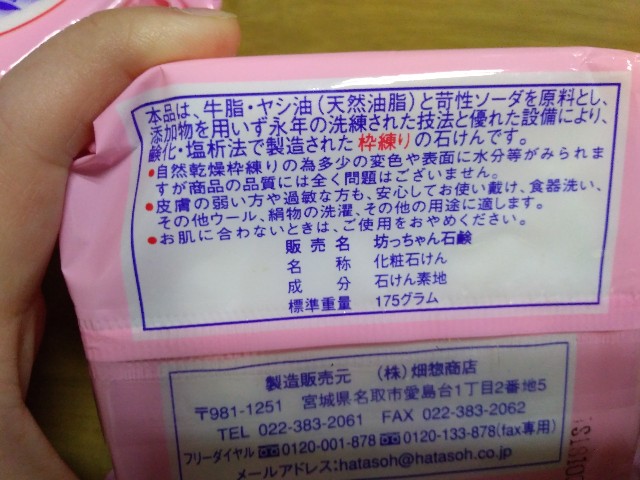 本品は、牛脂・ヤシ油(天然油脂)と苛性ソーダを原料とし、
添加物を用いず永年の洗練された技法と優れた設備により、
鹸化・塩析法で製造された枠練りの石けんです。
●自然乾燥枠練りの為多少の変色や表面に水分等がみられま
すが商品の品質には全く問題はございません。
●皮膚の弱い方や過敏な方も、安心してお使い戴け、食器洗い、
その他ウール、絹物の洗濯、その他の用途に適します。
●お肌に合わないときは、ご使用をおやめください。
販売名 坊っちゃん石鹸
名称 化粧石けん
成分 石けん素地
標準重量 175グラム
製造販売元 (株)畑惣商店
〒981-1251 宮城県名取市愛島台1丁目2番地5
TEL 022-383-2061 FAX 022-383-2062
フリーダイヤル 0120-001-878 0120-133-878(fax専用)
メールアドレス:hatasoh@hatasoh.co.jp